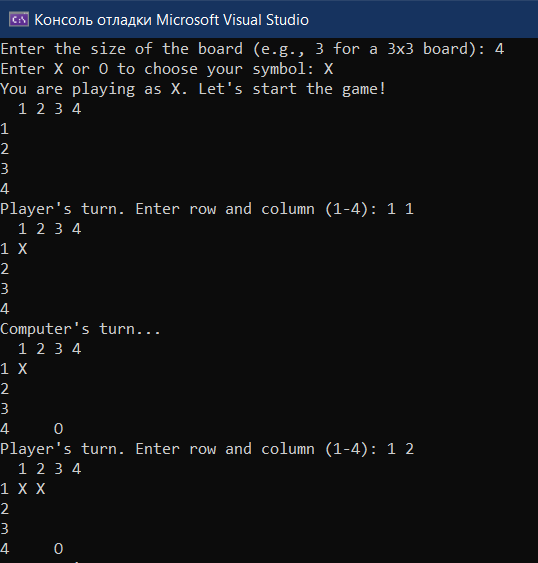 Консоль отладки Microsoft Visual Studio
Enter the size of the board (e.g., 3 for a 3x3 board): 4
Enter X or O to choose your symbol: X
You are playing as X. Let's start the game!
  1 2 3 4
1
2
3
4
Player's turn. Enter row and column (1-4): 1 1
  1 2 3 4
1 X
2
3
4
Computer's turn...
  1 2 3 4
1 X
2
3
4     O
Player's turn. Enter row and column (1-4): 1 2
  1 2 3 4
1 X X
2
3
4     O